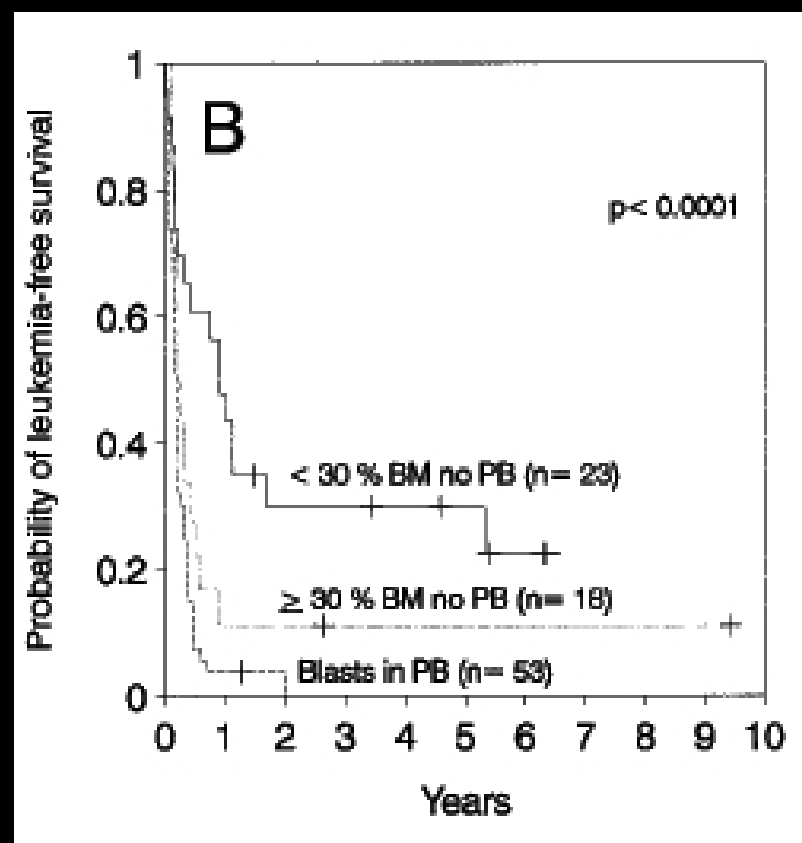 B
p< 0.0001
Probability of leukemia-free survival
1
0.8
0.6
0.4
0.2
0
< 30 % BM no PB (n= 23)
≥ 30 % BM no PB (n= 18)
Blasts in PB (n= 53)
0 1 2 3 4 5 6 7 8 9 10
Years